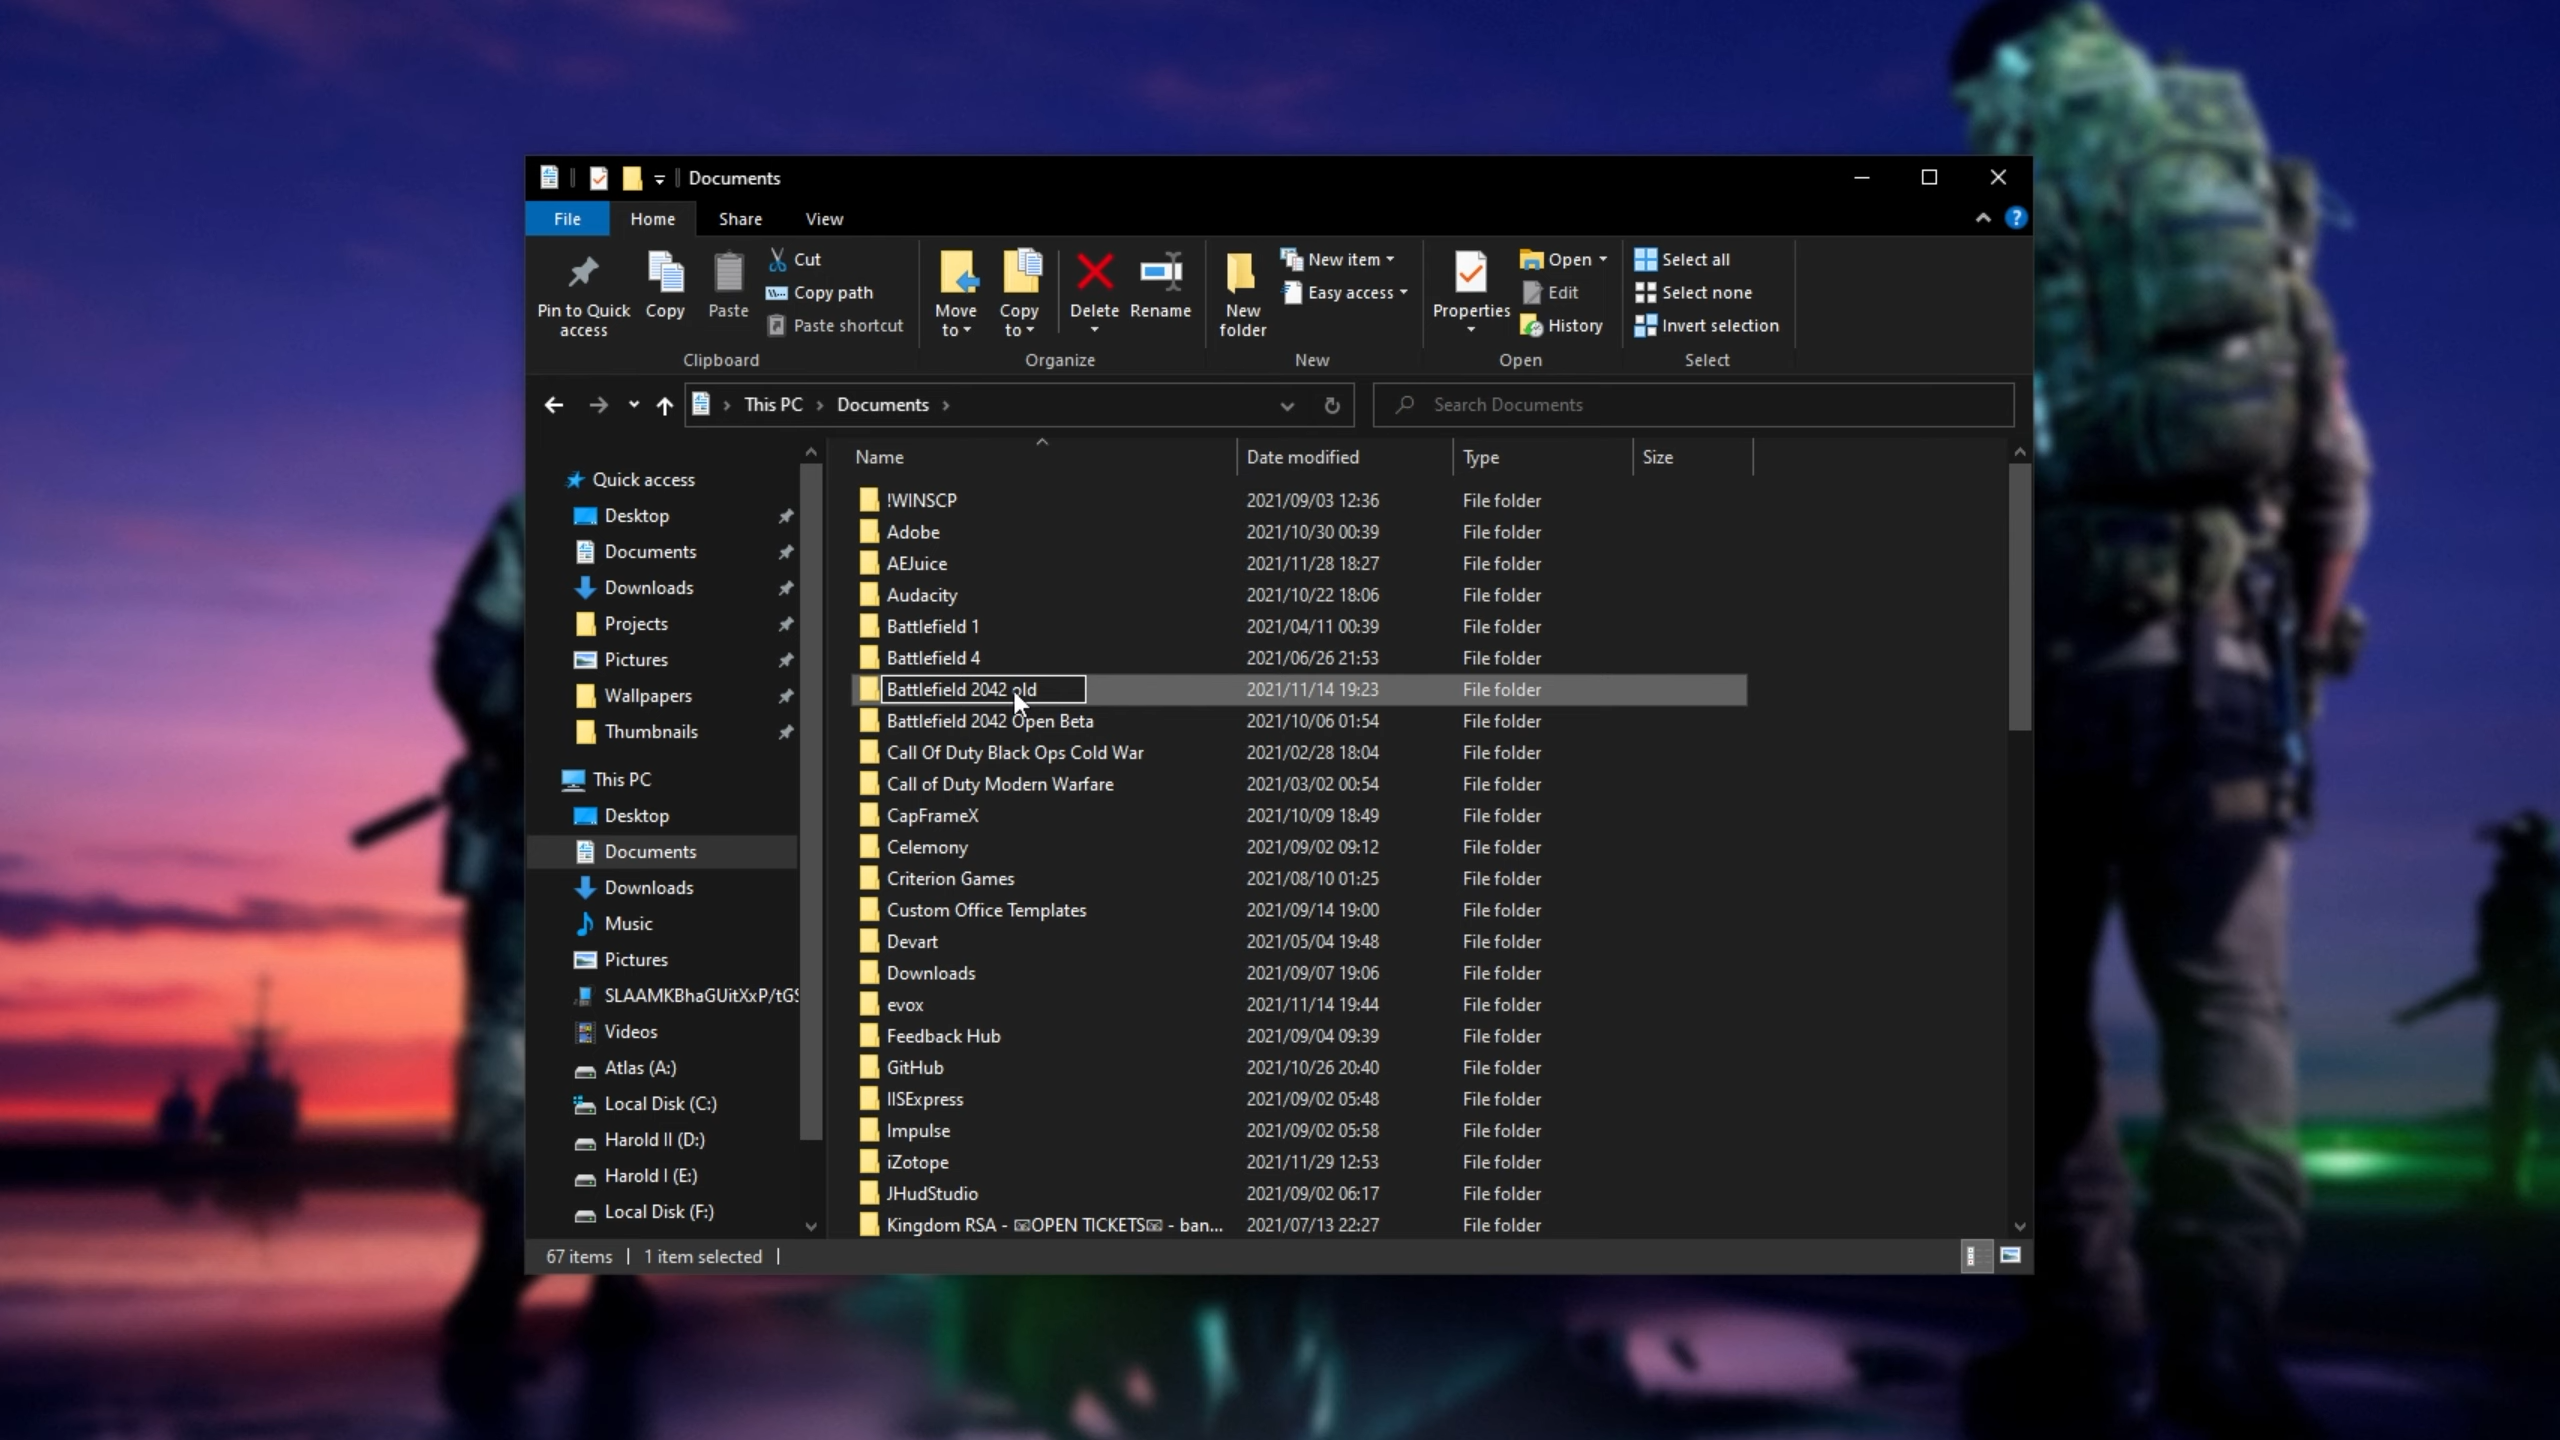 Documents
File Home Share View
Pin to Quick access
Copy
Paste
Cut
Copy path
Paste shortcut
Clipboard
Move to
Copy to
Delete
Rename
Organize
New folder
New item
Easy access
New
Properties
Open
Edit
History
Open
Select all
Select none
Invert selection
Select
This PC > Documents >
Search Documents
Quick access
Desktop
Documents
Downloads
Projects
Pictures
Wallpapers
Thumbnails
This PC
Desktop
Documents
Downloads
Music
Pictures
SLAAMKBhaGUitXxP/tGS
Videos
Atlas (A:)
Local Disk (C:)
Harold II (D:)
Harold I (E:)
Local Disk (F:)
Name Date modified Type Size
!WINSCP 2021/09/03 12:36 File folder
Adobe 2021/10/30 00:39 File folder
AEJuice 2021/11/28 18:27 File folder
Audacity 2021/10/22 18:06 File folder
Battlefield 1 2021/04/11 00:39 File folder
Battlefield 4 2021/06/26 21:53 File folder
Battlefield 2042 old 2021/11/14 19:23 File folder
Battlefield 2042 Open Beta 2021/10/06 01:54 File folder
Call Of Duty Black Ops Cold War 2021/02/28 18:04 File folder
Call of Duty Modern Warfare 2021/03/02 00:54 File folder
CapFrameX 2021/10/09 18:49 File folder
Celemony 2021/09/02 09:12 File folder
Criterion Games 2021/08/10 01:25 File folder
Custom Office Templates 2021/09/14 19:00 File folder
Devart 2021/05/04 19:48 File folder
Downloads 2021/09/07 19:06 File folder
evox 2021/11/14 19:44 File folder
Feedback Hub 2021/09/04 09:39 File folder
GitHub 2021/10/26 20:40 File folder
IISExpress 2021/09/02 05:48 File folder
Impulse 2021/09/02 05:58 File folder
iZotope 2021/11/29 12:53 File folder
JHudStudio 2021/09/02 06:17 File folder
Kingdom RSA - 🖂OPEN TICKETS🖂 - ban... 2021/07/13 22:27 File folder
67 items | 1 item selected |